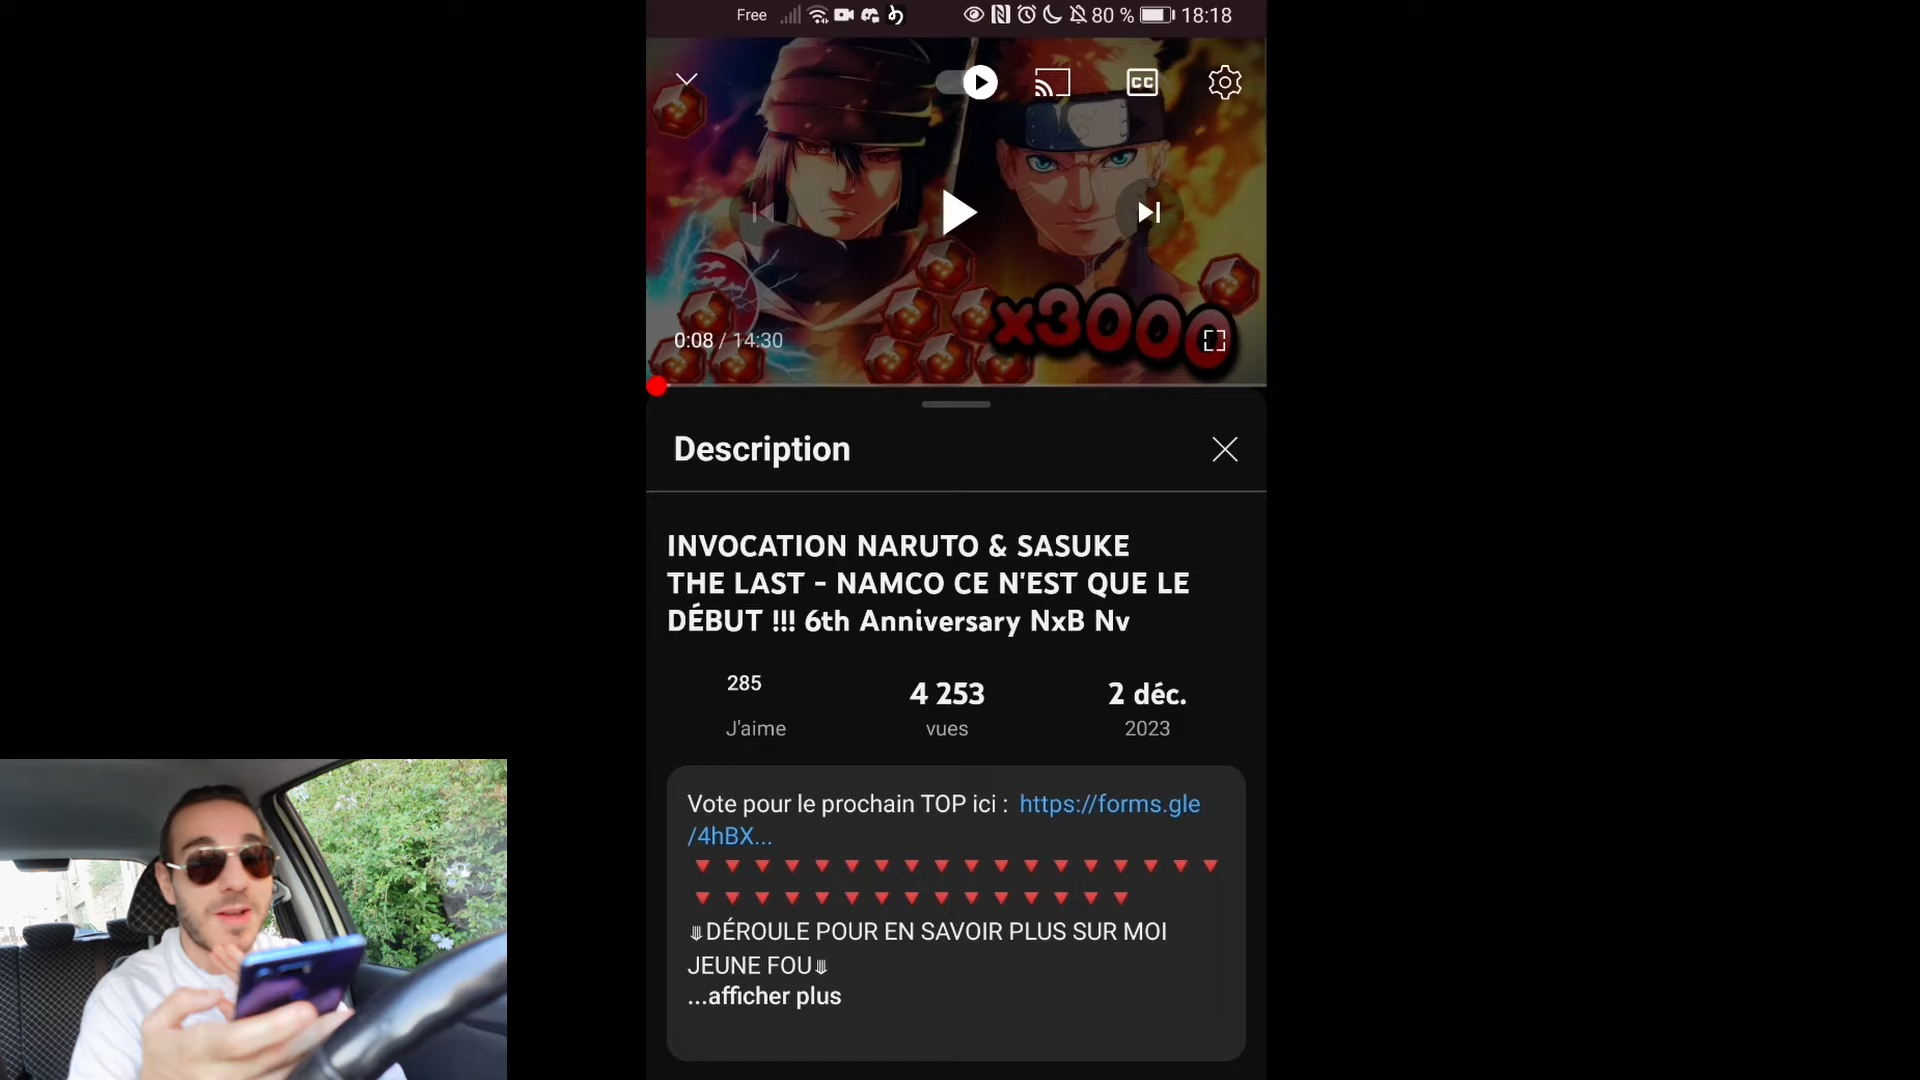 Free 80 % 18:18
CC
x3000
0:08 / 14:30
Description
INVOCATION NARUTO & SASUKE
THE LAST - NAMCO CE N'EST QUE LE
DÉBUT !!! 6th Anniversary NxB Nv
285 4 253 2 déc.
J'aime vues 2023
Vote pour le prochain TOP ici : https://forms.gle
/4hBX...
🔻🔻🔻🔻🔻🔻🔻🔻🔻🔻🔻🔻🔻🔻🔻🔻🔻🔻
🔻🔻🔻🔻🔻🔻🔻🔻🔻🔻🔻🔻🔻🔻🔻
⤋DÉROULE POUR EN SAVOIR PLUS SUR MOI
JEUNE FOU⤋
...afficher plus